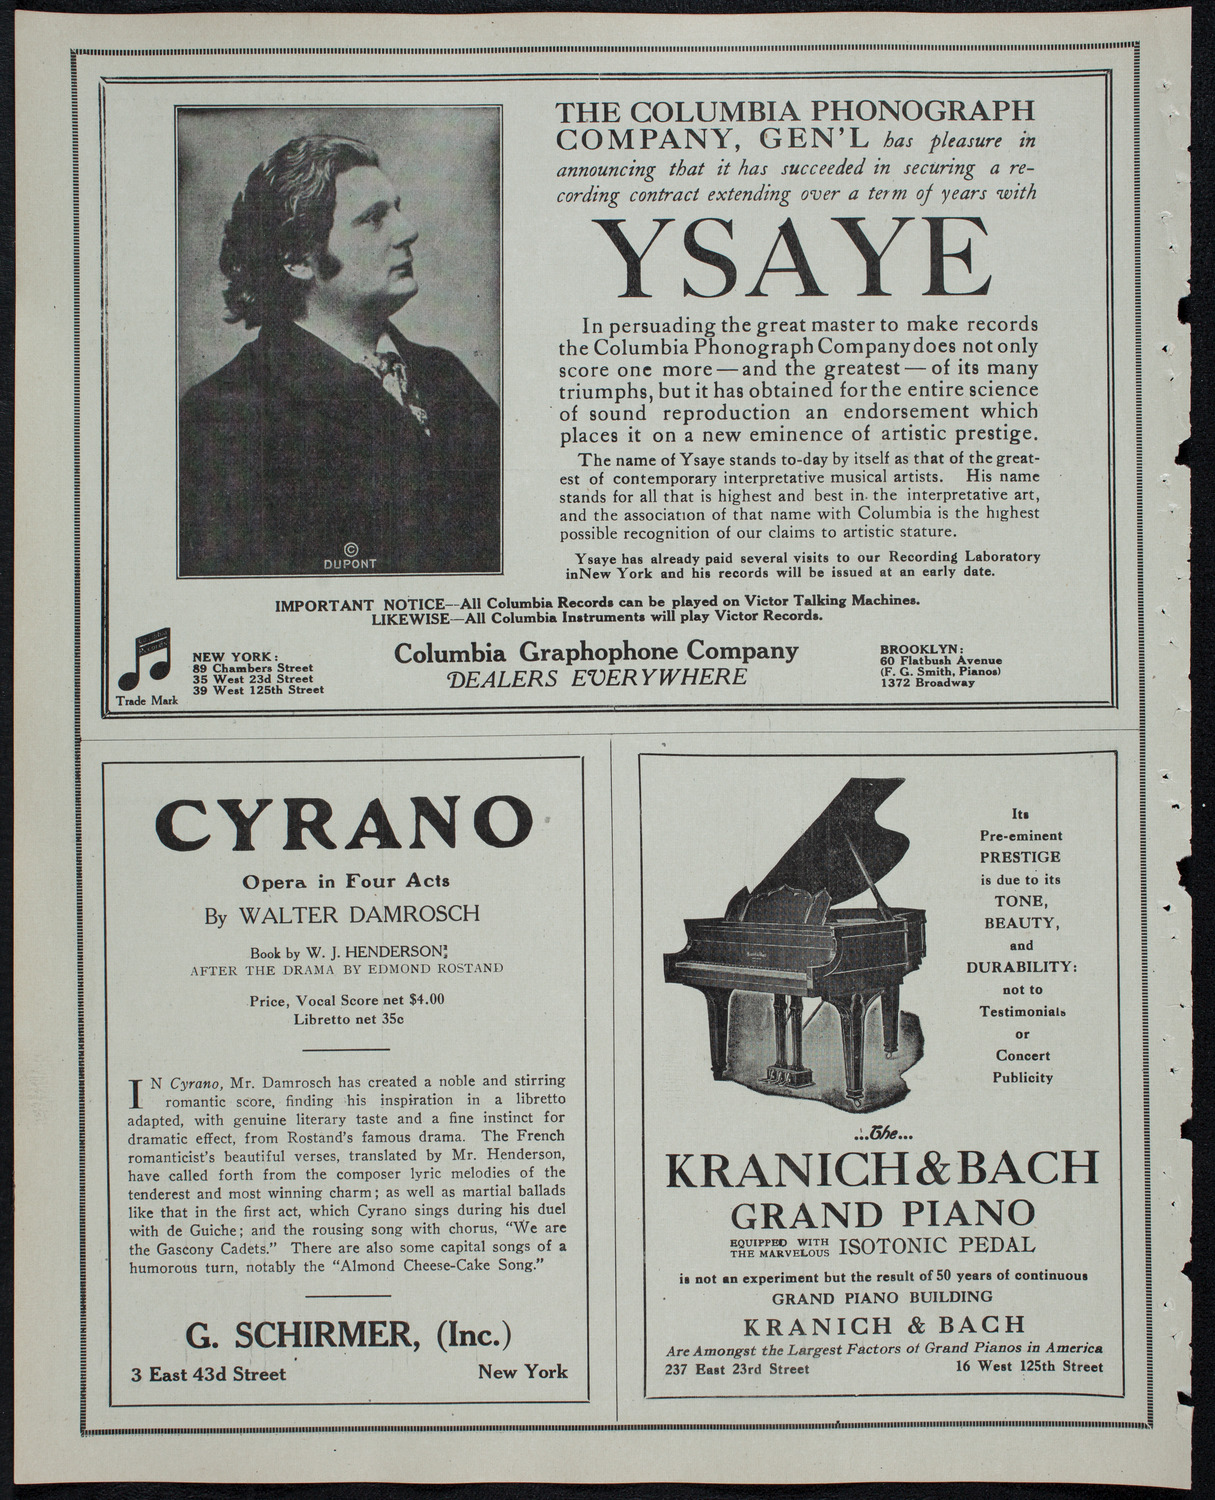 THE COLUMBIA PHONOGRAPH
COMPANY, GEN'L has pleasure in
announcing that it has succeeded in securing a re-
cording contract extending over a term of years with
YSAYE
In persuading the great master to make records
the Columbia Phonograph Company does not only
score one more — and the greatest — of its many
triumphs, but it has obtained for the entire science
of sound reproduction an endorsement which
places it on a new eminence of artistic prestige.
The name of Ysaye stands to-day by itself as that of the great-
est of contemporary interpretative musical artists. His name
stands for all that is highest and best in the interpretative art,
and the association of that name with Columbia is the highest
possible recognition of our claims to artistic stature.
Ysaye has already paid several visits to our Recording Laboratory
inNew York and his records will be issued at an early date.
©
DUPONT
IMPORTANT NOTICE--All Columbia Records can be played on Victor Talking Machines.
LIKEWISE—All Columbia Instruments will play Victor Records.
Trade Mark
NEW YORK:
89 Chambers Street
35 West 23d Street
39 West 125th Street
Columbia Graphophone Company
DEALERS EVERYWHERE
BROOKLYN:
60 Flatbush Avenue
(F. G. Smith, Pianos)
1372 Broadway
CYRANO
Opera in Four Acts
By WALTER DAMROSCH
Book by W. J. HENDERSON
AFTER THE DRAMA BY EDMOND ROSTAND
Price, Vocal Score net $4.00
Libretto net 35c
IN Cyrano, Mr. Damrosch has created a noble and stirring
romantic score, finding his inspiration in a libretto
adapted, with genuine literary taste and a fine instinct for
dramatic effect, from Rostand's famous drama. The French
romanticist's beautiful verses, translated by Mr. Henderson,
have called forth from the composer lyric melodies of the
tenderest and most winning charm; as well as martial ballads
like that in the first act, which Cyrano sings during his duel
with de Guiche; and the rousing song with chorus, "We are
the Gascony Cadets." There are also some capital songs of a
humorous turn, notably the "Almond Cheese-Cake Song."
G. SCHIRMER, (Inc.)
3 East 43d Street New York
Its
Pre-eminent
PRESTIGE
is due to its
TONE,
BEAUTY,
and
DURABILITY:
not to
Testimonials
or
Concert
Publicity
...The...
KRANICH & BACH
GRAND PIANO
EQUIPPED WITH
THE MARVELOUS ISOTONIC PEDAL
is not an experiment but the result of 50 years of continuous
GRAND PIANO BUILDING
KRANICH & BACH
Are Amongst the Largest Factors of Grand Pianos in America
237 East 23rd Street 16 West 125th Street